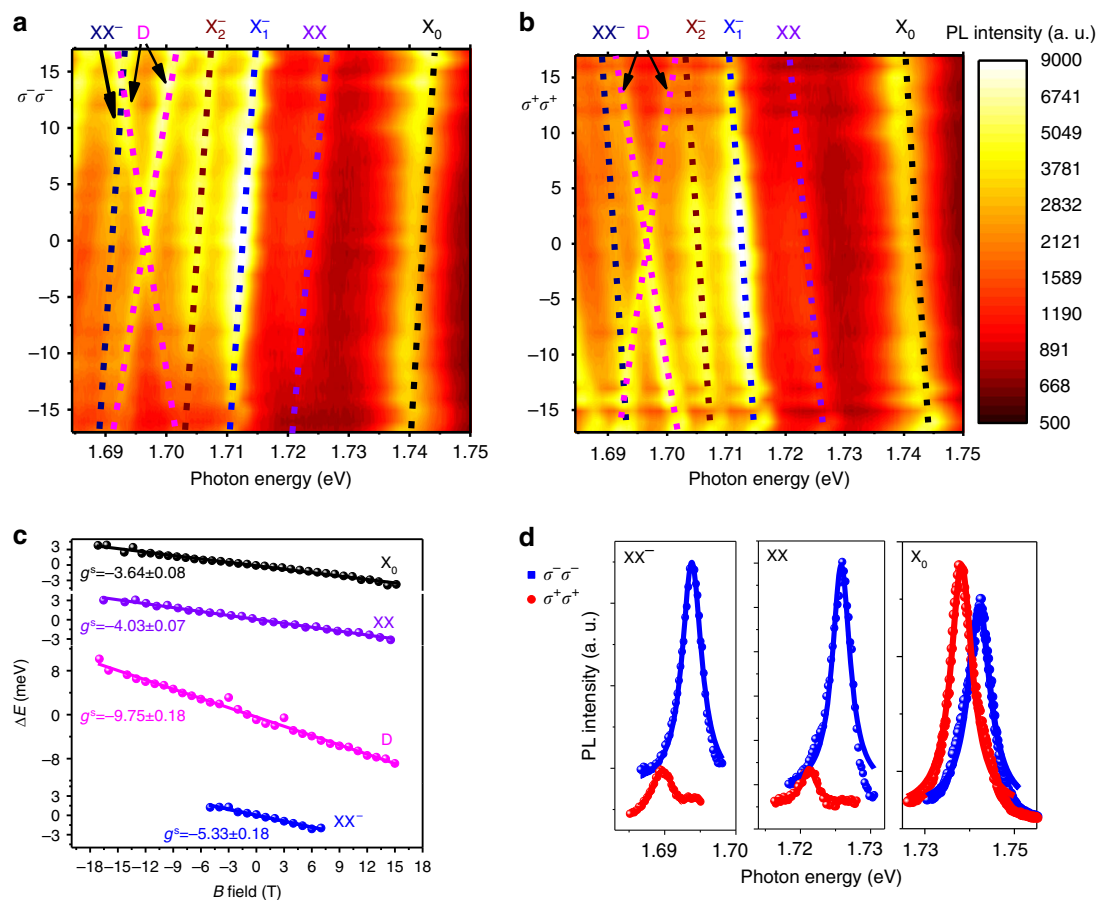 a
XX⁻ D X₂⁻ X₁⁻ XX X₀
σ⁻σ⁻
15
10
5
0
−5
−10
−15
1.69 1.70 1.71 1.72 1.73 1.74 1.75
Photon energy (eV)
b
XX⁻ D X₂⁻ X₁⁻ XX X₀
σ⁺σ⁺
15
10
5
0
−5
−10
−15
1.69 1.70 1.71 1.72 1.73 1.74 1.75
Photon energy (eV)
PL intensity (a. u.)
9000
6741
5049
3782
2832
2121
1589
1190
891
668
500
c
3
0
−3
X₀
gˢ=−3.64±0.08
3
0
−3
XX
gˢ=−4.03±0.07
8
0
−8
D
gˢ=−9.75±0.18
3
0
−3
XX⁻
gˢ=−5.33±0.18
ΔE (meV)
−18 −15 −12 −9 −6 −3 0 3 6 9 12 15 18
B field (T)
d
σ⁻σ⁻
σ⁺σ⁺
PL intensity (a. u.)
XX⁻
1.69 1.70
XX
1.72 1.73
X₀
1.73 1.75
Photon energy (eV)